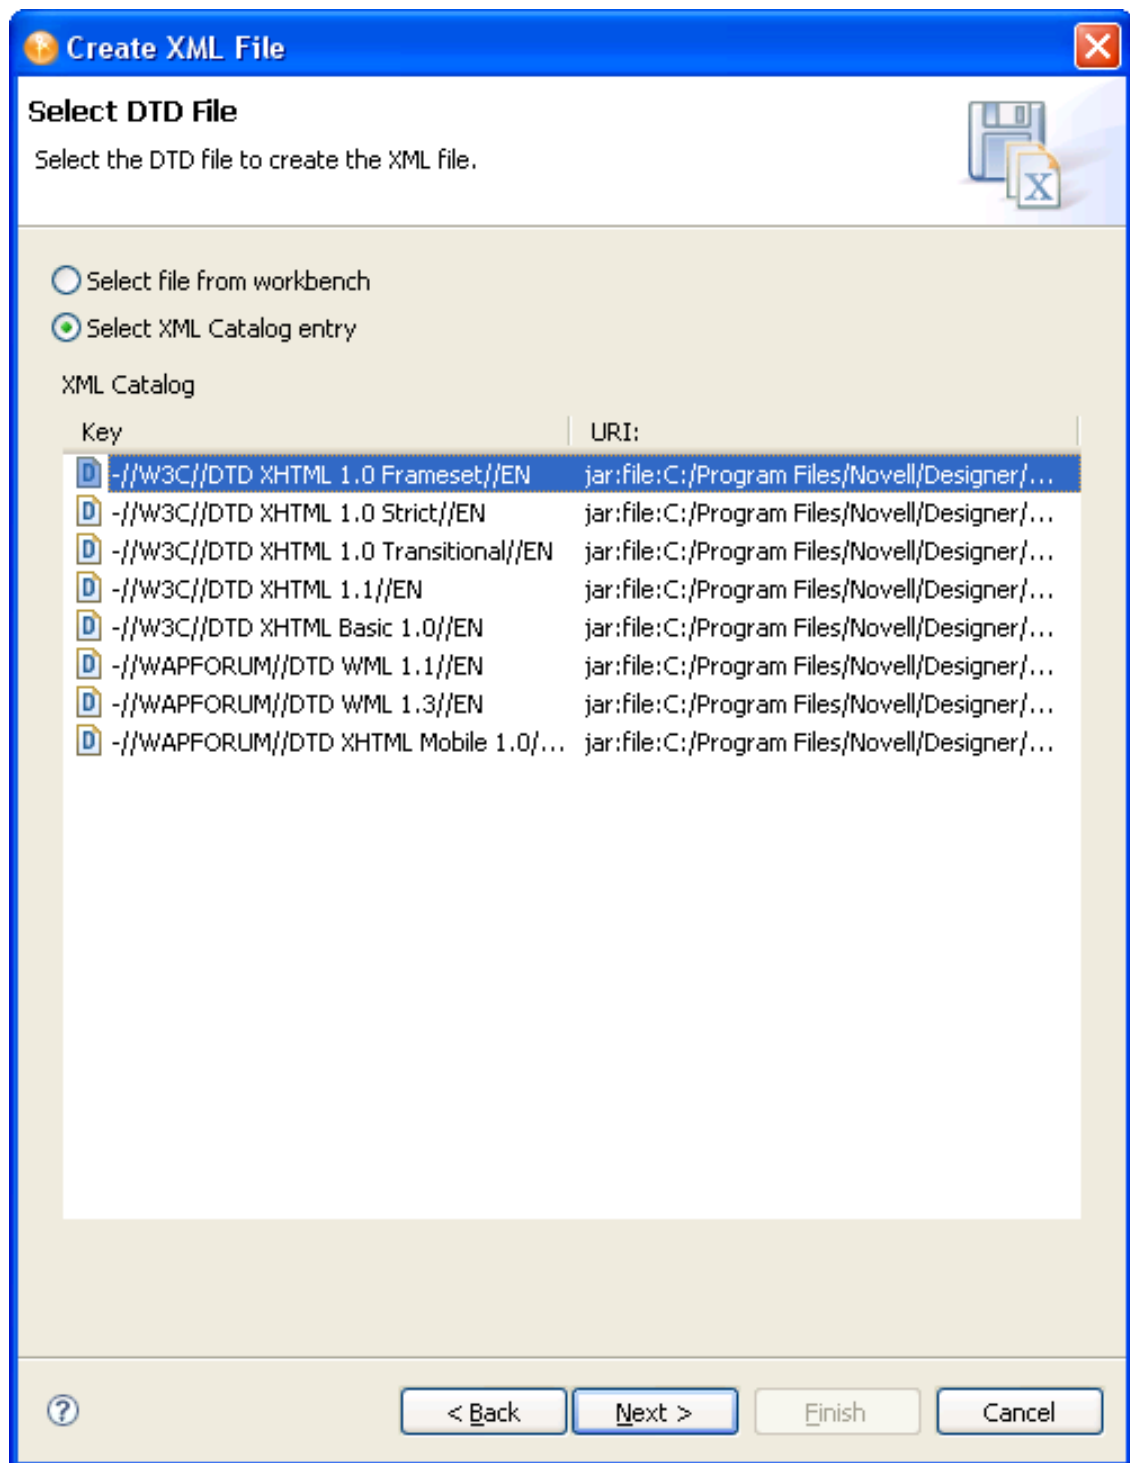 Create XML File
Select DTD File
Select the DTD file to create the XML file.
X
Select file from workbench
Select XML Catalog entry
XML Catalog
Key URI:
D -//W3C//DTD XHTML 1.0 Frameset//EN jar:file:C:/Program Files/Novell/Designer/...
D -//W3C//DTD XHTML 1.0 Strict//EN jar:file:C:/Program Files/Novell/Designer/...
D -//W3C//DTD XHTML 1.0 Transitional//EN jar:file:C:/Program Files/Novell/Designer/...
D -//W3C//DTD XHTML 1.1//EN jar:file:C:/Program Files/Novell/Designer/...
D -//W3C//DTD XHTML Basic 1.0//EN jar:file:C:/Program Files/Novell/Designer/...
D -//WAPFORUM//DTD WML 1.1//EN jar:file:C:/Program Files/Novell/Designer/...
D -//WAPFORUM//DTD WML 1.3//EN jar:file:C:/Program Files/Novell/Designer/...
D -//WAPFORUM//DTD XHTML Mobile 1.0/... jar:file:C:/Program Files/Novell/Designer/...
? < Back Next > Finish Cancel